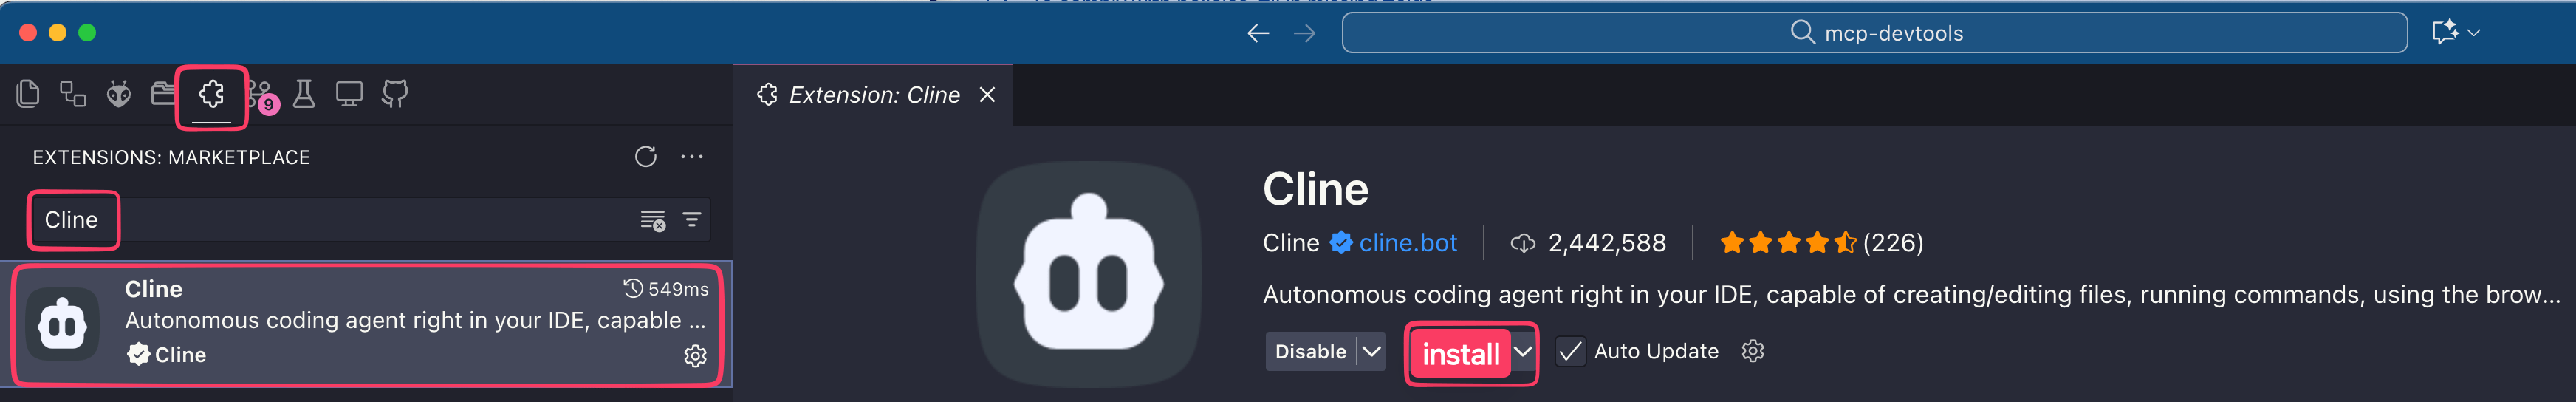 mcp-devtools
9
Extension: Cline
EXTENSIONS: MARKETPLACE
Cline
Cline
549ms
Autonomous coding agent right in your IDE, capable ...
Cline
Cline
Cline cline.bot 2,442,588 (226)
Autonomous coding agent right in your IDE, capable of creating/editing files, running commands, using the brow...
Disable install Auto Update